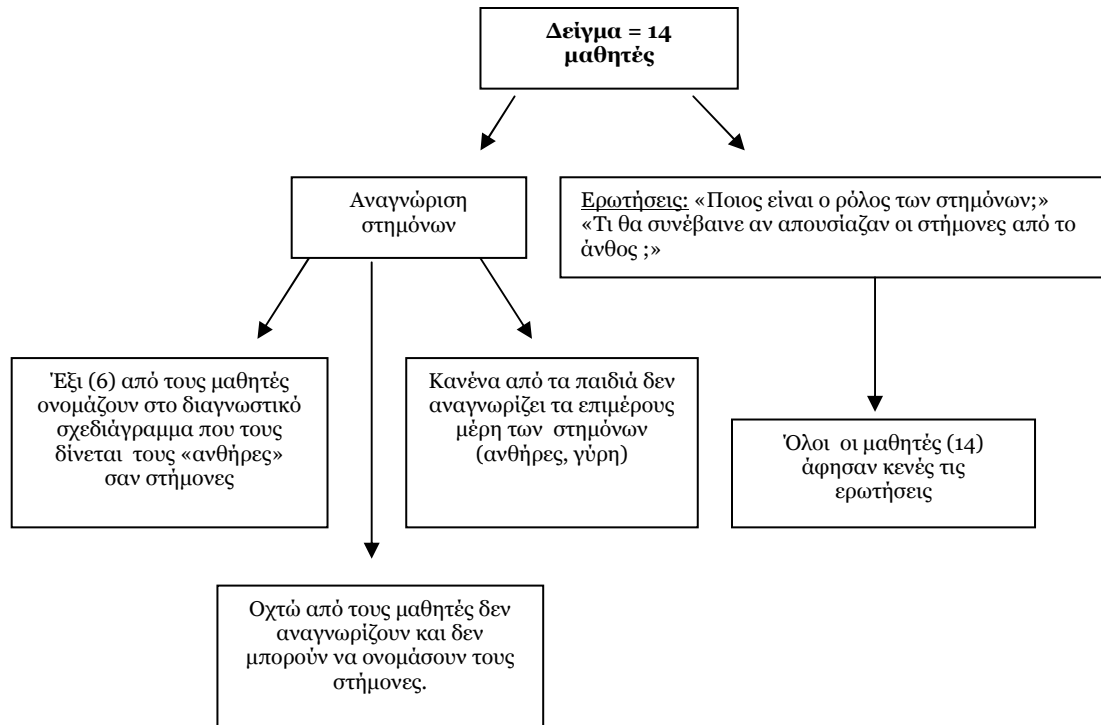 Δείγμα = 14
μαθητές
Αναγνώριση
στημόνων
Ερωτήσεις: «Ποιος είναι ο ρόλος των στημόνων;»
«Τι θα συνέβαινε αν απουσίαζαν οι στήμονες από το
άνθος ;»
Έξι (6) από τους μαθητές
ονομάζουν στο διαγνωστικό
σχεδιάγραμμα που τους
δίνεται τους «ανθήρες»
σαν στήμονες
Κανένα από τα παιδιά δεν
αναγνωρίζει τα επιμέρους
μέρη των στημόνων
(ανθήρες, γύρη)
Όλοι οι μαθητές (14)
άφησαν κενές τις
ερωτήσεις
Οχτώ από τους μαθητές δεν
αναγνωρίζουν και δεν
μπορούν να ονομάσουν τους
στήμονες.